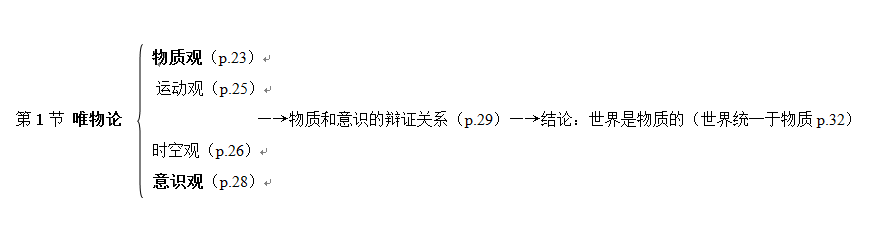 物质观（p.23）
运动观（p.25）
第 1 节 唯物论 一→物质和意识的辩证关系（p.29）一→结论：世界是物质的（世界统一于物质 p.32）
时空观（p.26）
意识观（p.28）